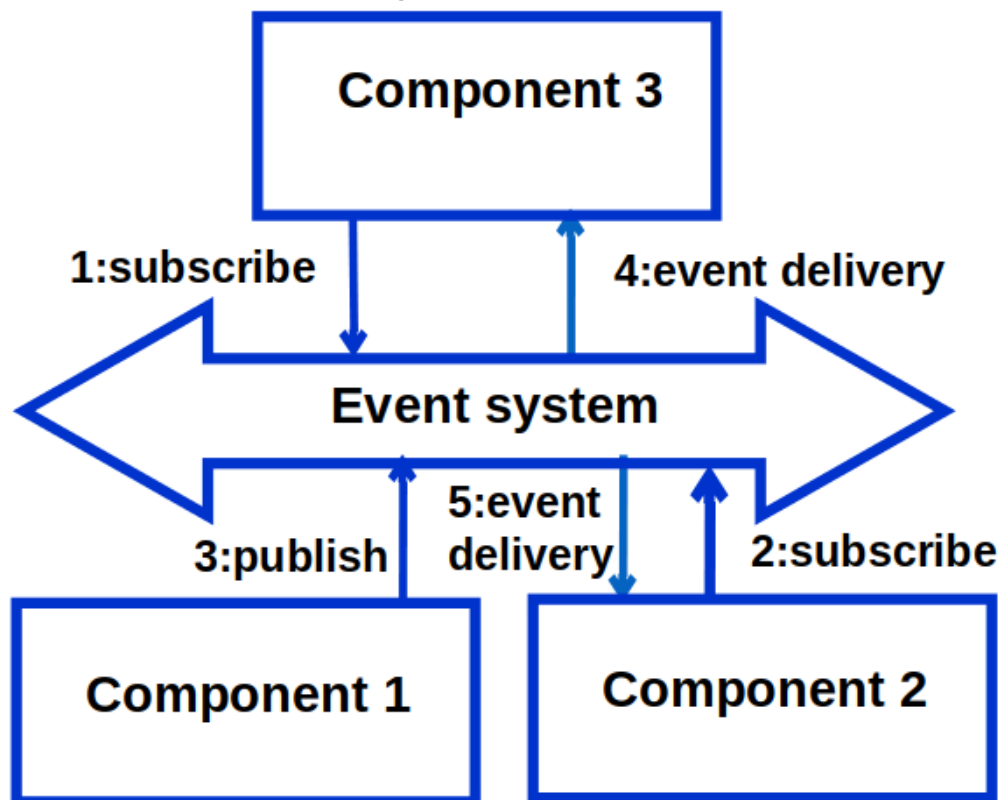 Component 3
1:subscribe
4:event delivery
Event system
3:publish
5:event
delivery
2:subscribe
Component 1
Component 2